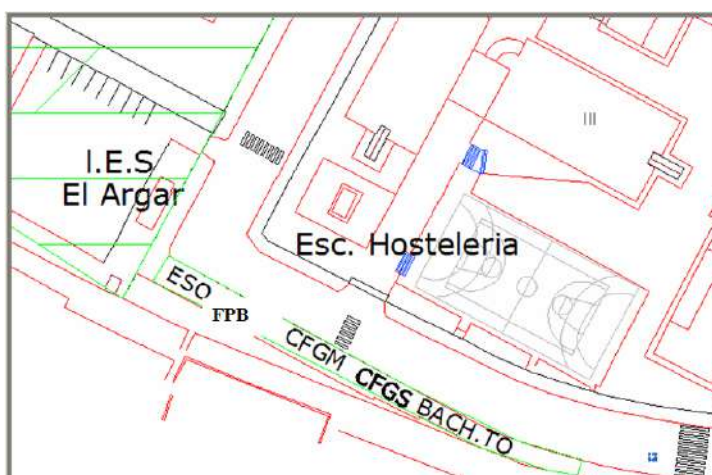 I.E.S
El Argar
Esc. Hosteleria
ESO
FPB
CFGM CFGS BACH.TO